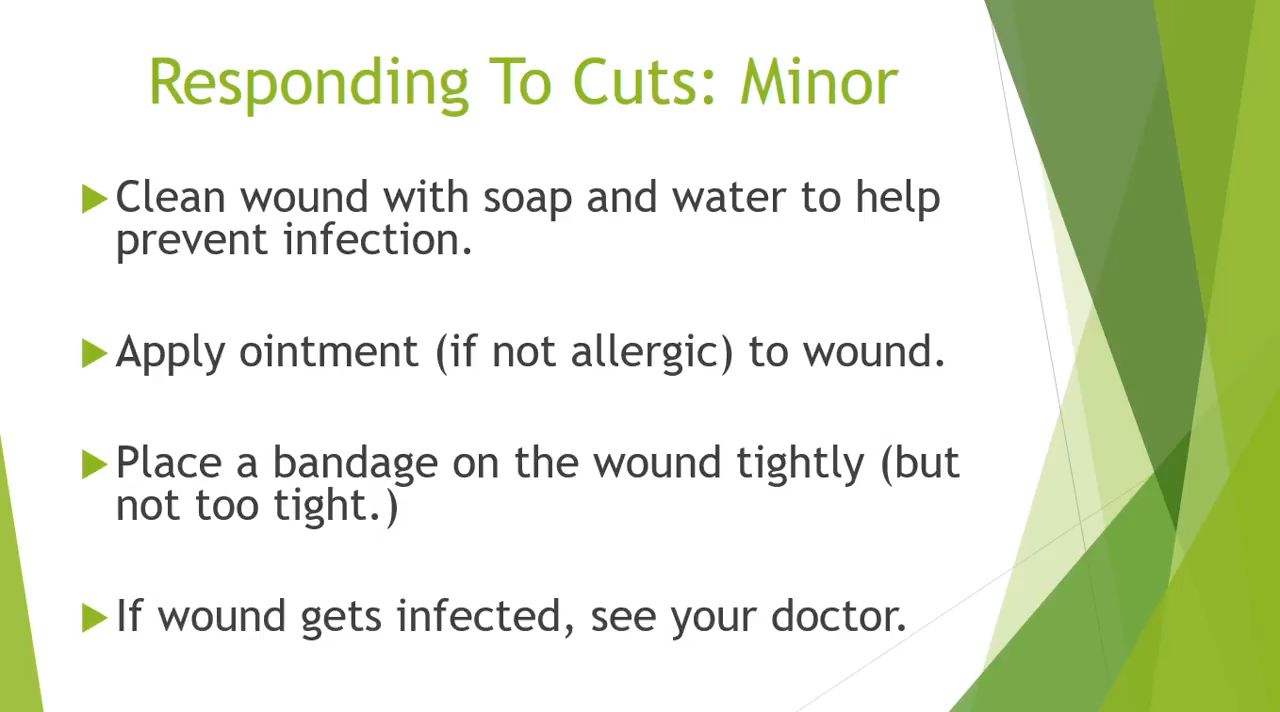 Responding To Cuts: Minor
Clean wound with soap and water to help
prevent infection.
Apply ointment (if not allergic) to wound.
Place a bandage on the wound tightly (but
not too tight.)
If wound gets infected, see your doctor.